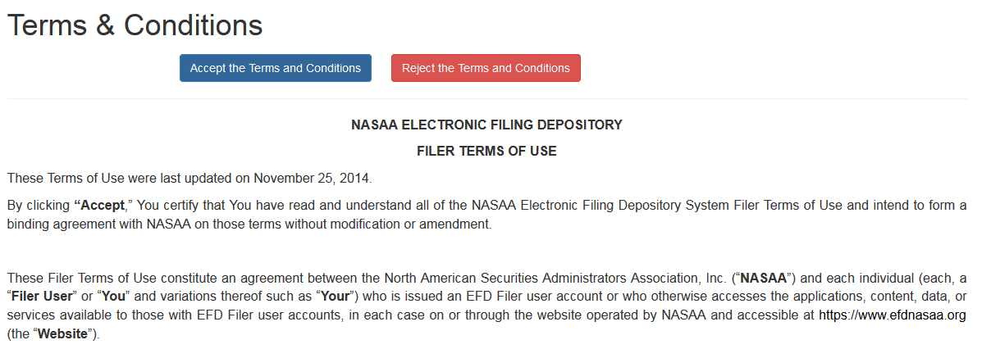 Terms & Conditions
Accept the Terms and Conditions
Reject the Terms and Conditions
NASAA ELECTRONIC FILING DEPOSITORY
FILER TERMS OF USE
These Terms of Use were last updated on November 25, 2014.
By clicking “Accept,” You certify that You have read and understand all of the NASAA Electronic Filing Depository System Filer Terms of Use and intend to form a
binding agreement with NASAA on those terms without modification or amendment.
These Filer Terms of Use constitute an agreement between the North American Securities Administrators Association, Inc. (“NASAA”) and each individual (each, a
“Filer User” or “You” and variations thereof such as “Your”) who is issued an EFD Filer user account or who otherwise accesses the applications, content, data, or
services available to those with EFD Filer user accounts, in each case on or through the website operated by NASAA and accessible at https://www.efdnasaa.org
(the “Website”).